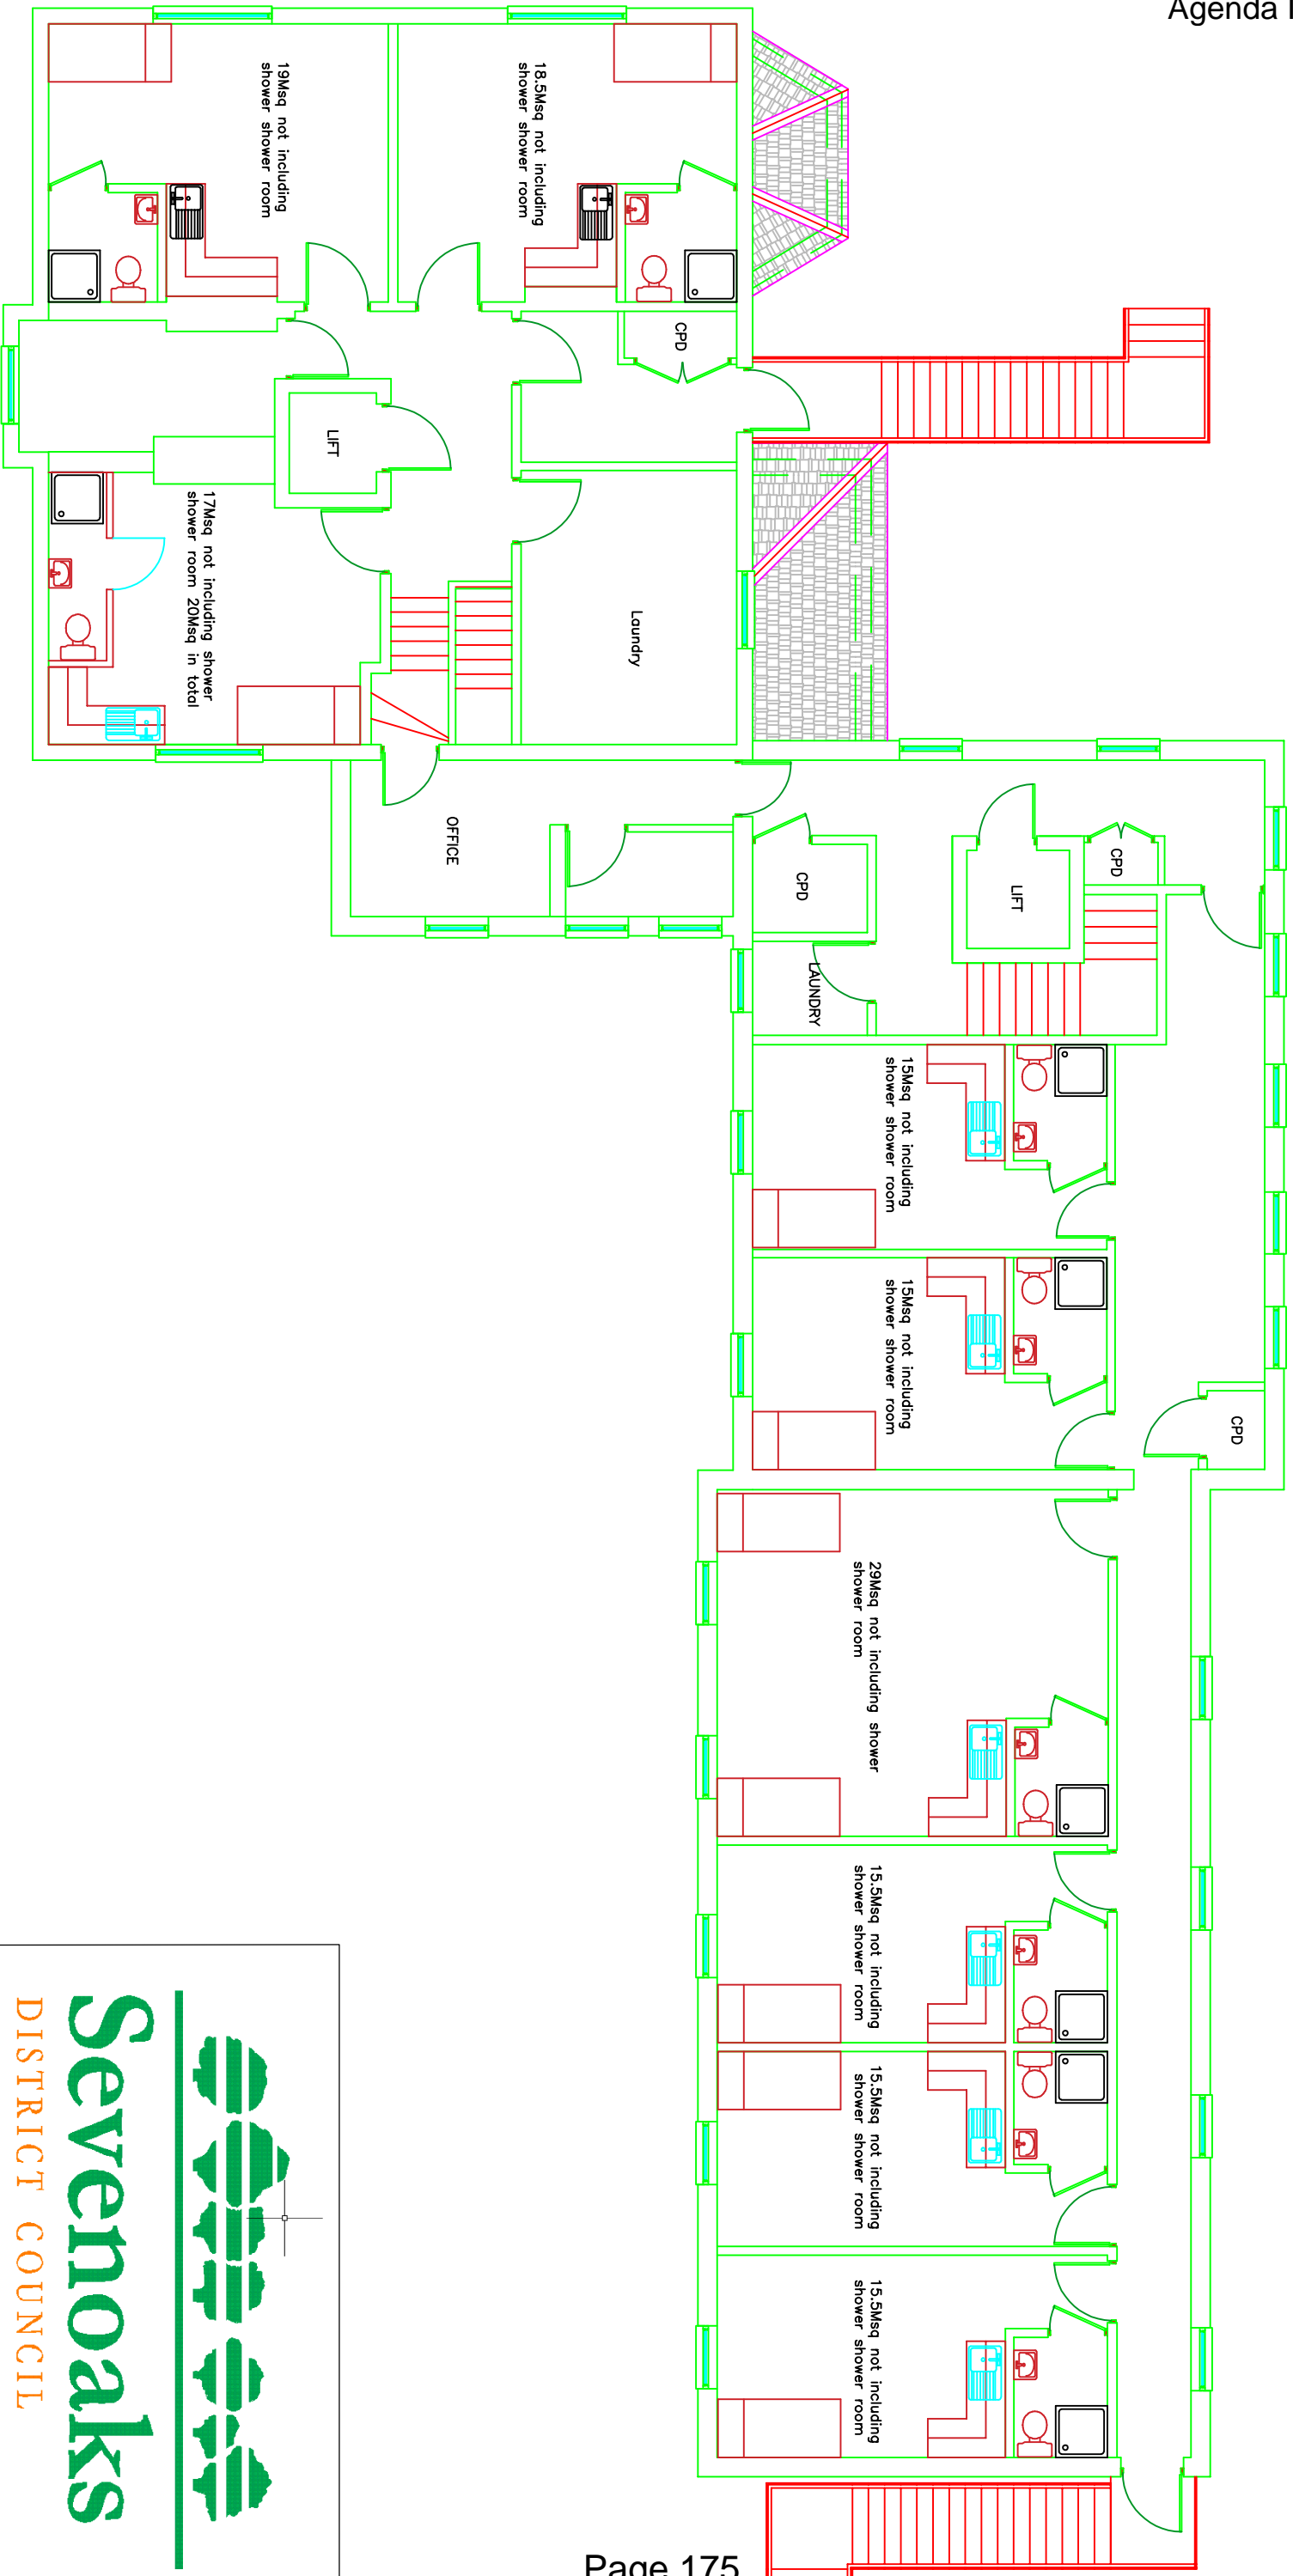 Agenda
19Msq not including
shower shower room
18.5Msq not including
shower shower room
CPD
LIFT
17Msq not including shower
shower room 20Msq in total
Laundry
OFFICE
CPD
LIFT
CPD
LAUNDRY
15Msq not including
shower shower room
15Msq not including
shower shower room
CPD
29Msq not including shower
shower room
15.5Msq not including
shower shower room
15.5Msq not including
shower shower room
15.5Msq not including
shower shower room
Sevenoaks
DISTRICT COUNCIL
Page 175